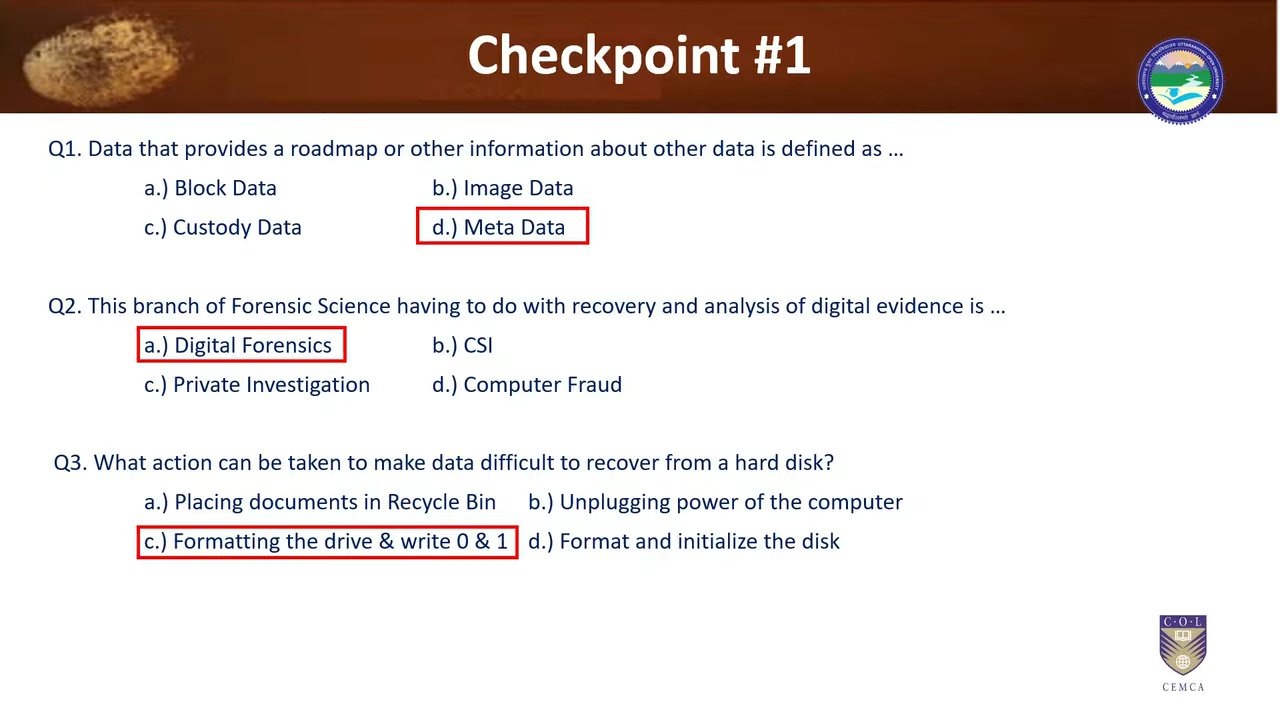 Checkpoint #1
Q1. Data that provides a roadmap or other information about other data is defined as ...
a.) Block Data b.) Image Data
c.) Custody Data d.) Meta Data
Q2. This branch of Forensic Science having to do with recovery and analysis of digital evidence is ...
a.) Digital Forensics b.) CSI
c.) Private Investigation d.) Computer Fraud
Q3. What action can be taken to make data difficult to recover from a hard disk?
a.) Placing documents in Recycle Bin b.) Unplugging power of the computer
c.) Formatting the drive & write 0 & 1 d.) Format and initialize the disk
C·O·L
CEMCA